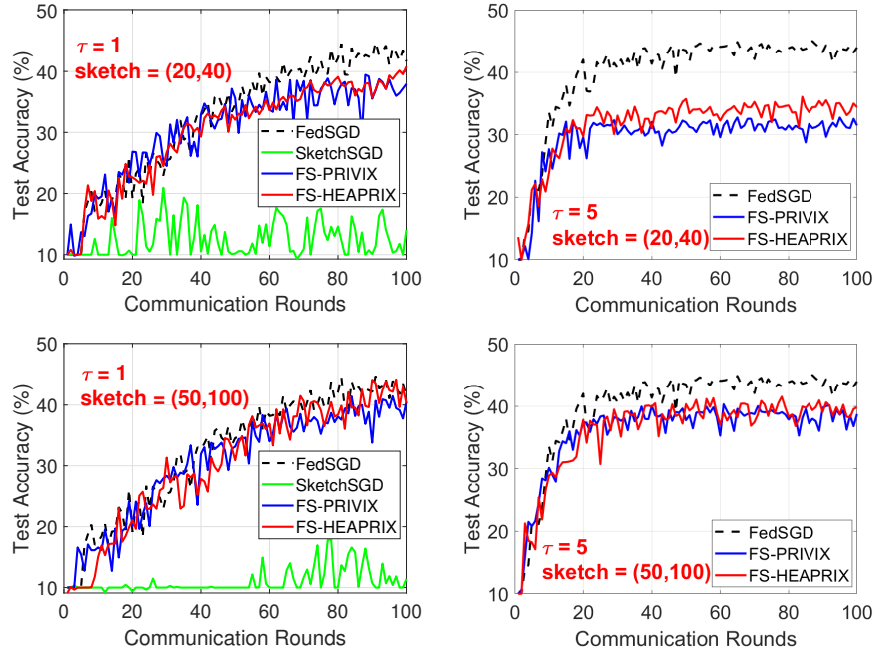 50
40
30
20
10
0
20
40
60
80
100
Test Accuracy (%)
Communication Rounds
τ = 1
sketch = (20,40)
FedSGD
SketchSGD
FS-PRIVIX
FS-HEAPRIX
50
40
30
20
10
0
20
40
60
80
100
Test Accuracy (%)
Communication Rounds
τ = 5
sketch = (20,40)
FedSGD
FS-PRIVIX
FS-HEAPRIX
50
40
30
20
10
0
20
40
60
80
100
Test Accuracy (%)
Communication Rounds
τ = 1
sketch = (50,100)
FedSGD
SketchSGD
FS-PRIVIX
FS-HEAPRIX
50
40
30
20
10
0
20
40
60
80
100
Test Accuracy (%)
Communication Rounds
τ = 5
sketch = (50,100)
FedSGD
FS-PRIVIX
FS-HEAPRIX